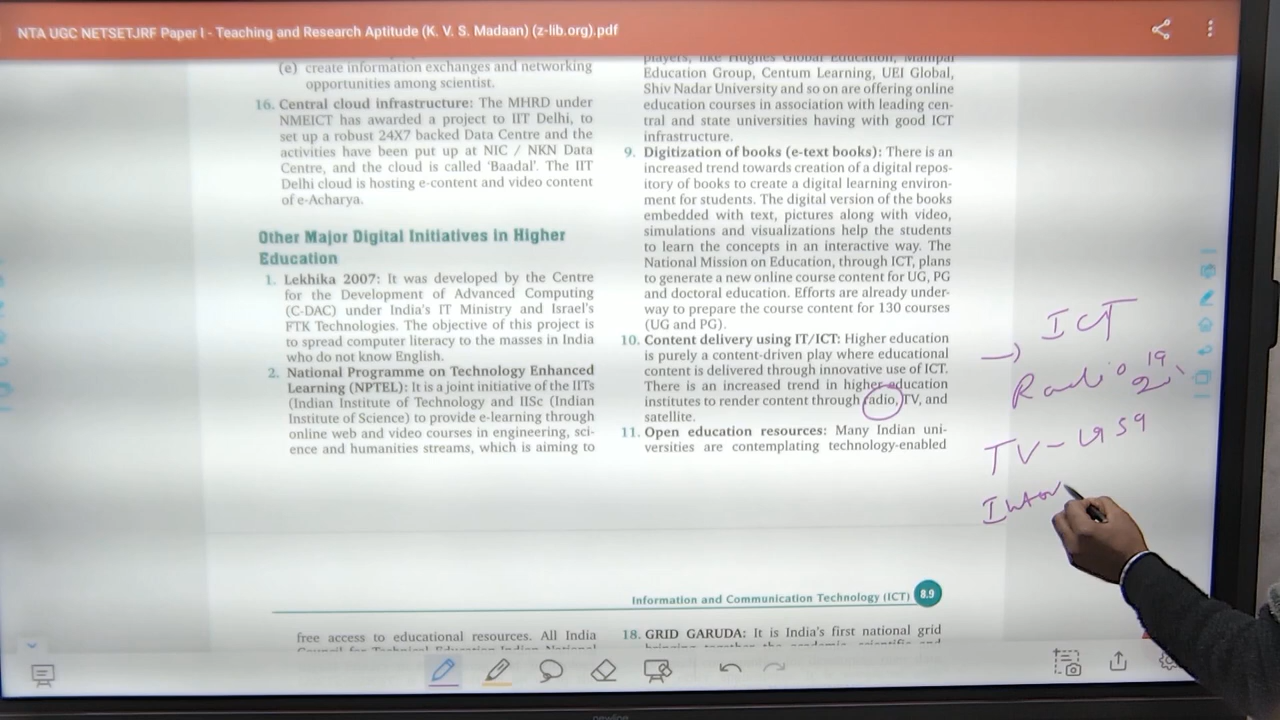 NTA UGC NETSETJRF Paper I - Teaching and Research Aptitude (K. V. S. Madaan) (z-lib.org).pdf
(e) create information exchanges and networking
opportunities among scientist.
16. Central cloud infrastructure: The MHRD under
NMEICT has awarded a project to IIT Delhi, to
set up a robust 24X7 backed Data Centre and the
activities have been put up at NIC / NKN Data
Centre, and the cloud is called 'Baadal'. The IIT
Delhi cloud is hosting e-content and video content
of e-Acharya.
Other Major Digital Initiatives in Higher
Education
1. Lekhika 2007: It was developed by the Centre
for the Development of Advanced Computing
(C-DAC) under India's IT Ministry and Israel's
FTK Technologies. The objective of this project is
to spread computer literacy to the masses in India
who do not know English.
2. National Programme on Technology Enhanced
Learning (NPTEL): It is a joint initiative of the IITs
(Indian Institute of Technology and IISc (Indian
Institute of Science) to provide e-learning through
online web and video courses in engineering, sci-
ence and humanities streams, which is aiming to
players, like Hughes Global Education, Manipal
Education Group, Centum Learning, UEI Global,
Shiv Nadar University and so on are offering online
education courses in association with leading cen-
tral and state universities having with good ICT
infrastructure.
9. Digitization of books (e-text books): There is an
increased trend towards creation of a digital repos-
itory of books to create a digital learning environ-
ment for students. The digital version of the books
embedded with text, pictures along with video,
simulations and visualizations help the students
to learn the concepts in an interactive way. The
National Mission on Education, through ICT, plans
to generate a new online course content for UG, PG
and doctoral education. Efforts are already under-
way to prepare the course content for 130 courses
(UG and PG).
10. Content delivery using IT/ICT: Higher education
is purely a content-driven play where educational
content is delivered through innovative use of ICT.
There is an increased trend in higher education
institutes to render content through radio, TV, and
satellite.
11. Open education resources: Many Indian uni-
versities are contemplating technology-enabled
ICT
Radio 19
TV-
Information and Communication Technology (ICT) 8.9
free access to educational resources. All India
18. GRID GARUDA: It is India's first national grid
newline